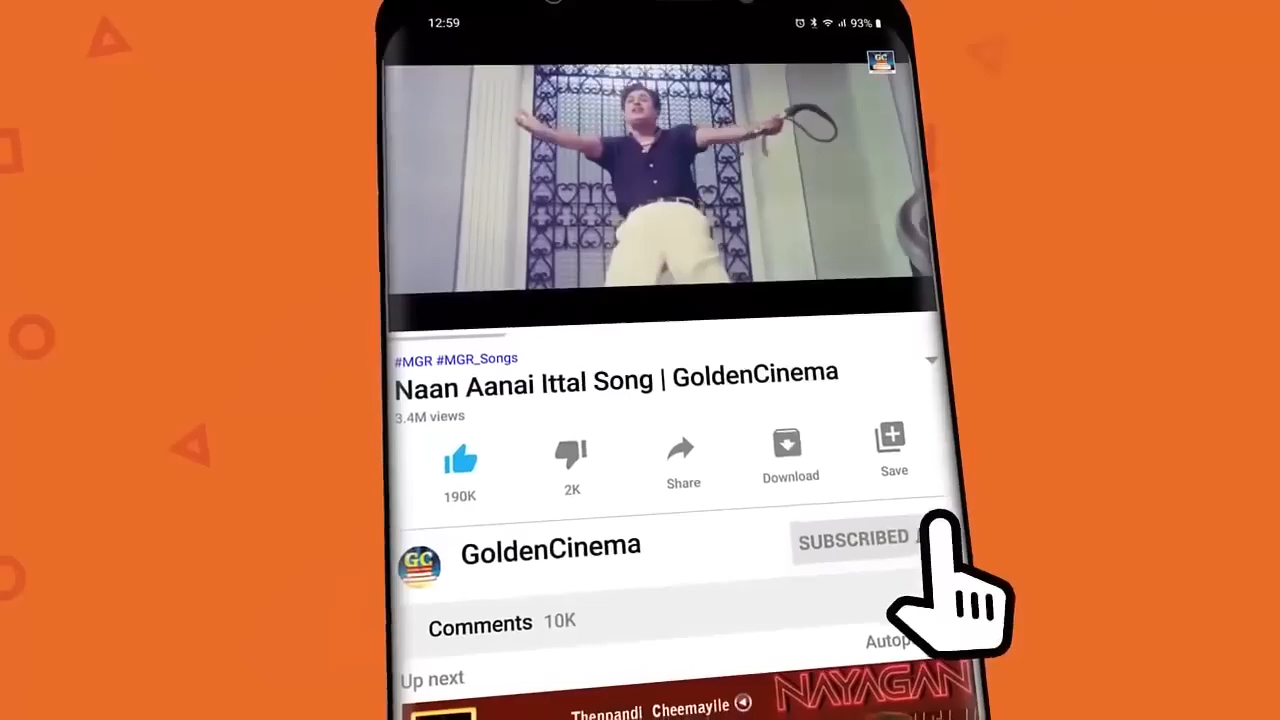 12:59
93%
GC
#MGR #MGR_Songs
Naan Aanai Ittal Song | GoldenCinema
3.4M views
190K
2K
Share
Download
Save
GC
GoldenCinema
SUBSCRIBED
Comments 10K
Autop
Up next
NAYAGAN
Thenpandi Cheemaylle